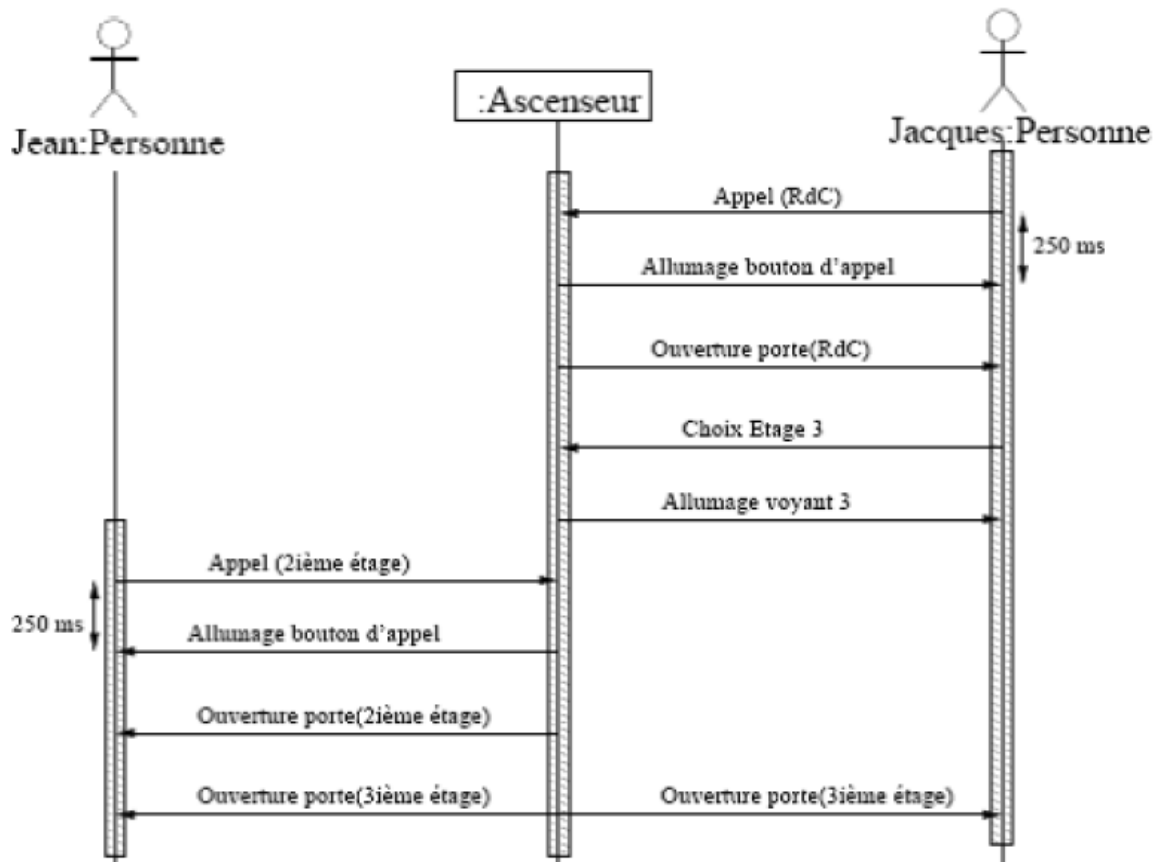 :Ascenseur
Jean:Personne
Jacques:Personne
Appel (RdC)
250 ms
Allumage bouton d'appel
Ouverture porte(RdC)
Choix Etage 3
Allumage voyant 3
Appel (2ième étage)
250 ms
Allumage bouton d'appel
Ouverture porte(2ième étage)
Ouverture porte(3ième étage)
Ouverture porte(3ième étage)